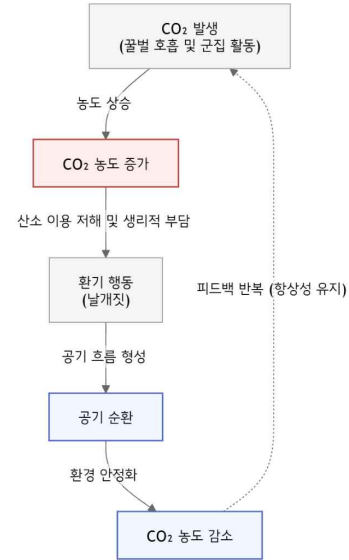 CO₂ 발생
(꿀벌 호흡 및 군집 활동)
농도 상승
CO₂ 농도 증가
산소 이용 저해 및 생리적 부담
환기 행동
(날개짓)
피드백 반복 (항상성 유지)
공기 흐름 형성
공기 순환
환경 안정화
CO₂ 농도 감소